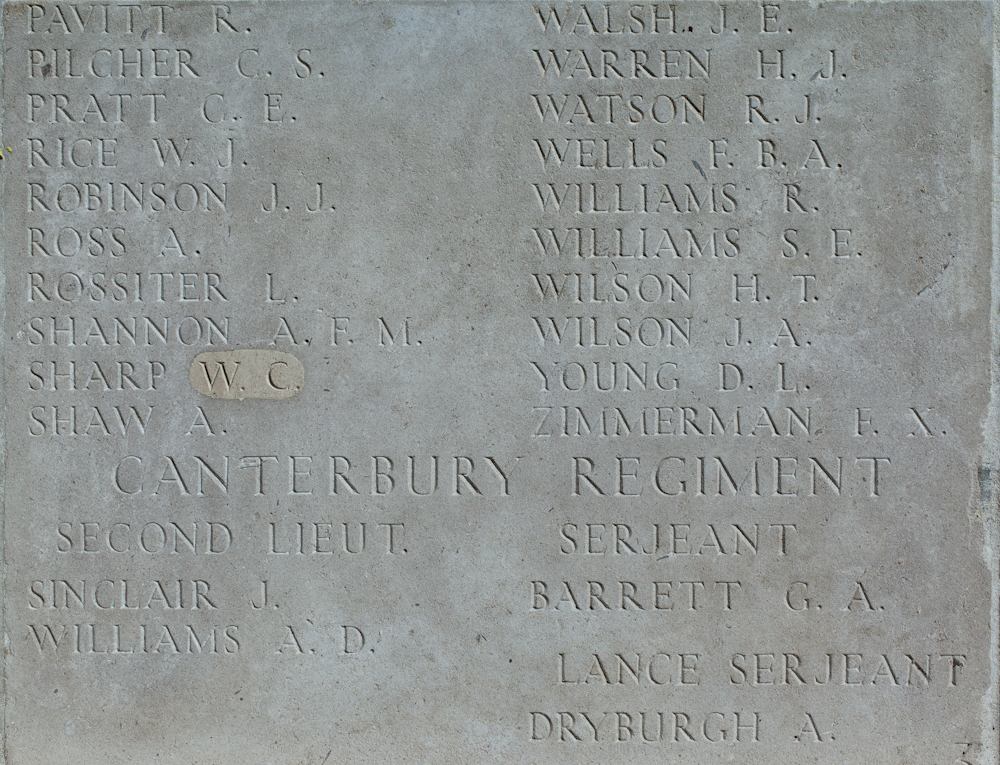 PAVITT R.
PILCHER C. S.
PRATT C. E.
RICE W. J.
ROBINSON J. J.
ROSS A.
ROSSITER L.
SHANNON A. F. M.
SHARP W. C.
SHAW A.
WALSH. J. E.
WARREN H. J.
WATSON R. J.
WELLS F. B. A.
WILLIAMS R.
WILLIAMS S. E.
WILSON H. T.
WILSON J. A.
YOUNG D. L.
ZIMMERMAN F. X.
CANTERBURY REGIMENT
SECOND LIEUT.
SINCLAIR J.
WILLIAMS A. D.
SERJEANT
BARRETT G. A.
LANCE SERJEANT
DRYBURGH A.